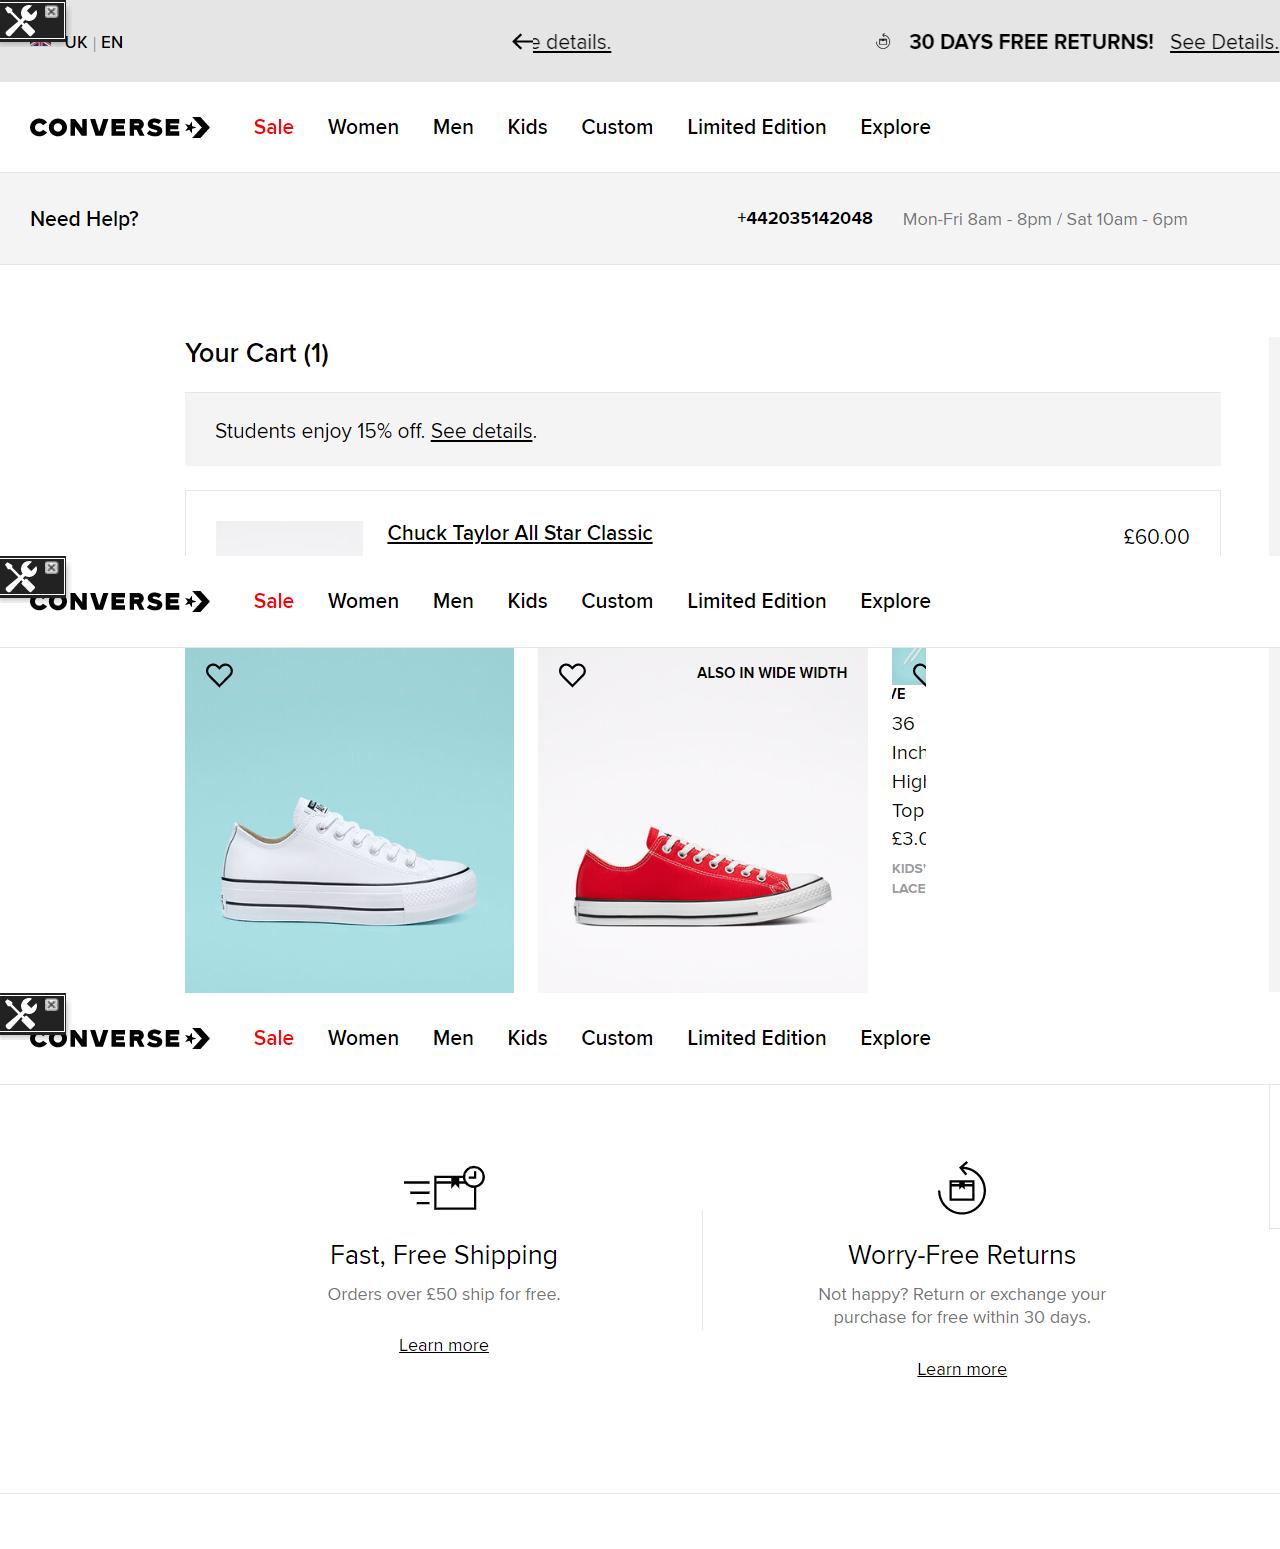 UK | EN
e details.
30 DAYS FREE RETURNS! See Details.
CONVERSE Sale Women Men Kids Custom Limited Edition Explore
Need Help? +442035142048 Mon-Fri 8am - 8pm / Sat 10am - 6pm
Your Cart (1)
Students enjoy 15% off. See details.
Chuck Taylor All Star Classic £60.00
CONVERSE Sale Women Men Kids Custom Limited Edition Explore
ALSO IN WIDE WIDTH
VE
36
Inch
High
Top
£3.0
KIDS'
LACE
CONVERSE Sale Women Men Kids Custom Limited Edition Explore
Fast, Free Shipping
Orders over £50 ship for free.
Learn more
Worry-Free Returns
Not happy? Return or exchange your
purchase for free within 30 days.
Learn more